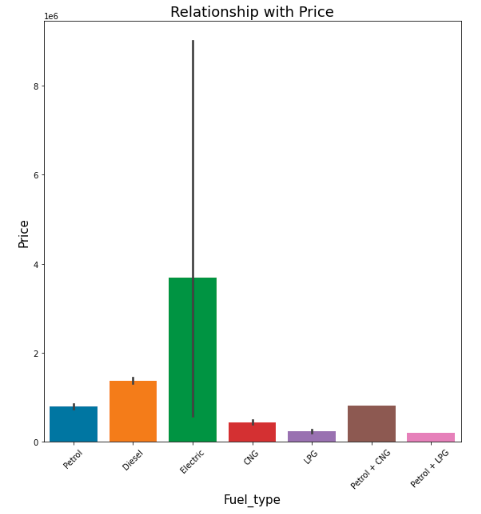 Relationship with Price
1e6
8
6
4
2
0
Price
Petrol
Diesel
Electric
CNG
LPG
Petrol + CNG
Petrol + LPG
Fuel_type